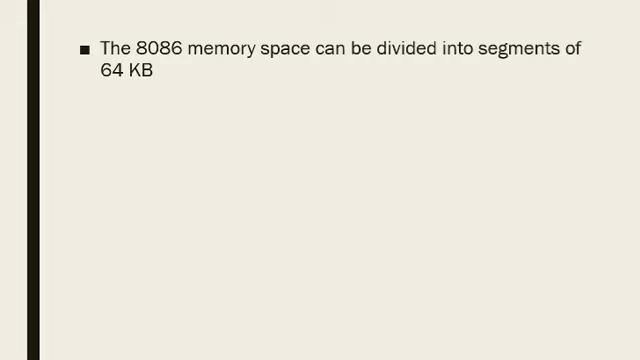 ■ The 8086 memory space can be divided into segments of
64 KB